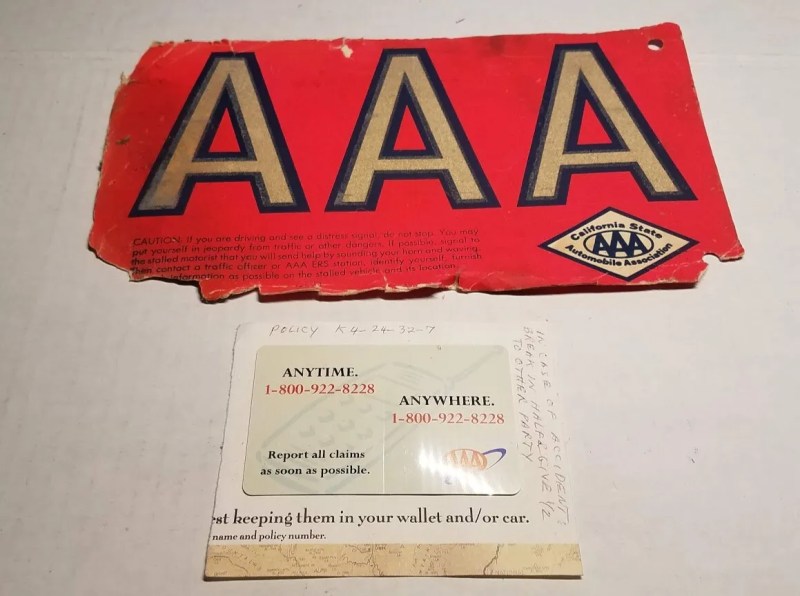 A A A
CAUTION: If you are driving and see a distress signal, do not stop. You may
put yourself in jeopardy from traffic or other dangers. If possible, signal to
the stalled motorist that you will send help by sounding your horn and waving,
then contact a traffic officer or AAA ERS station, identify yourself, furnish
information as possible on the stalled vehicle and its location.
California State
AAA
Automobile Association
POLICY K4-24-32-7
ANYTIME.
1-800-922-8228
ANYWHERE.
1-800-922-8228
Report all claims
as soon as possible.
AAA
IN CASE OF ACCIDENT:
BREAK IN HALF & GIVE 1/2
TO OTHER PARTY
st keeping them in your wallet and/or car.
name and policy number.